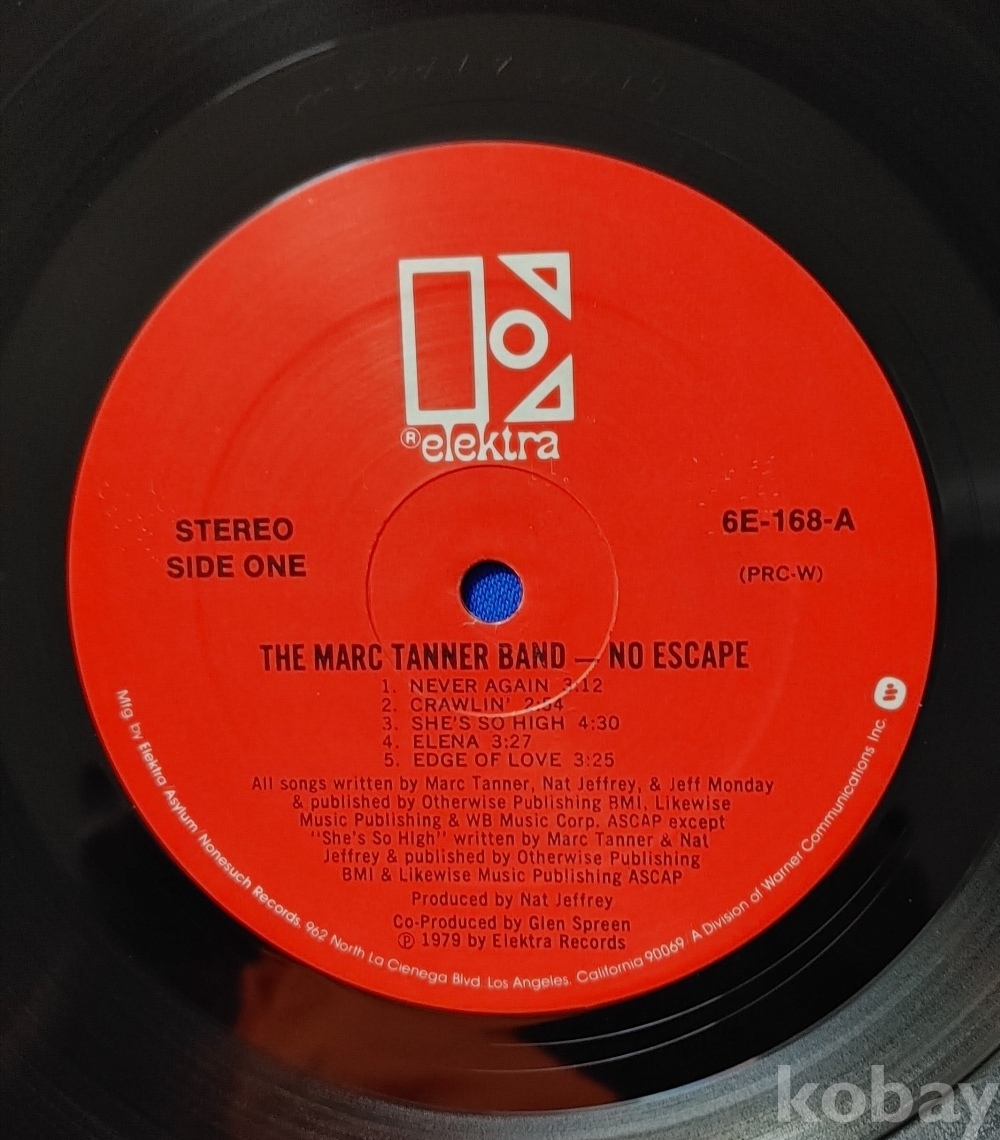 ® elektra
STEREO
SIDE ONE
6E-168-A
(PRC-W)
THE MARC TANNER BAND — NO ESCAPE
1. NEVER AGAIN 3:12
2. CRAWLIN' 2:54
3. SHE'S SO HIGH 4:30
4. ELENA 3:27
5. EDGE OF LOVE 3:25
All songs written by Marc Tanner, Nat Jeffrey, & Jeff Monday
& published by Otherwise Publishing BMI, Likewise
Music Publishing & WB Music Corp. ASCAP except
"She's So High" written by Marc Tanner & Nat
Jeffrey & published by Otherwise Publishing
BMI & Likewise Music Publishing ASCAP
Produced by Nat Jeffrey
Co-Produced by Glen Spreen
℗ 1979 by Elektra Records
Mfg. by Elektra/Asylum/Nonesuch Records, 962 North La Cienega Blvd. Los Angeles, California 90069 A Division of Warner Communications Inc.
kobay